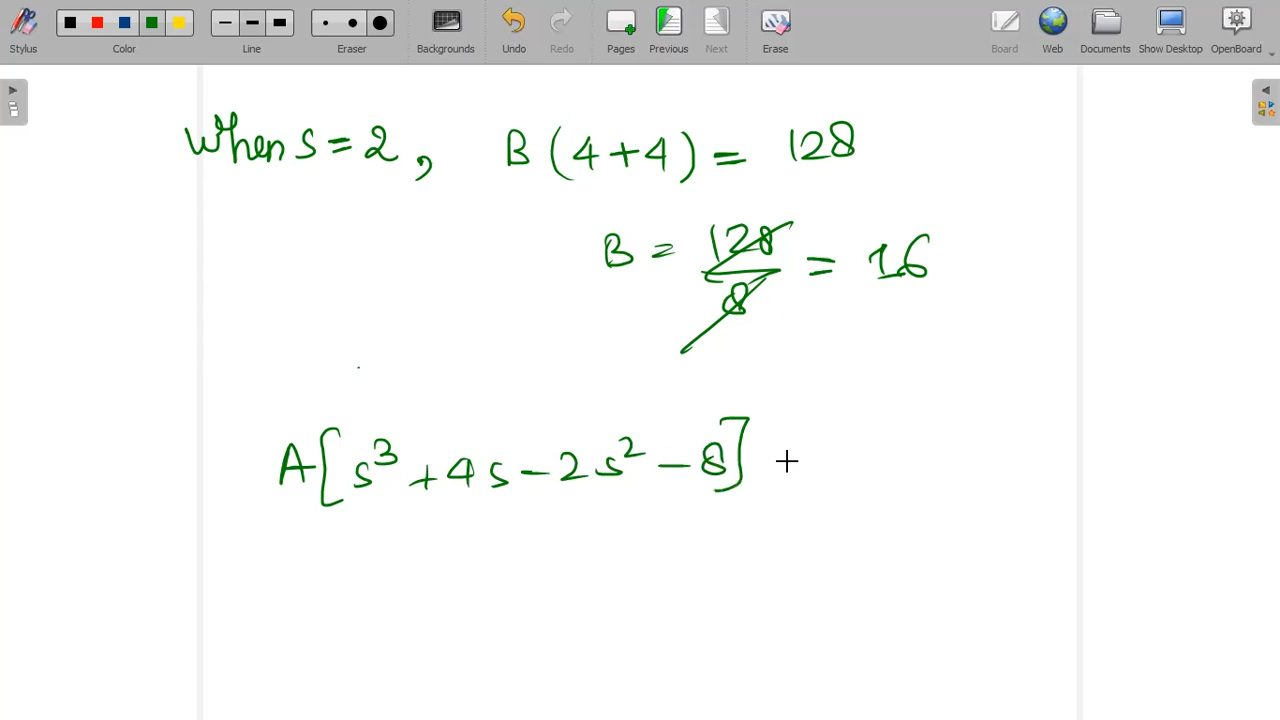 Stylus Color Line Eraser Backgrounds Undo Redo Pages Previous Next Erase Board Web Documents Show Desktop OpenBoard
when s = 2, B (4 + 4) = 128
B = 128/8 = 16
A[s³ + 4s - 2s² - 8] +